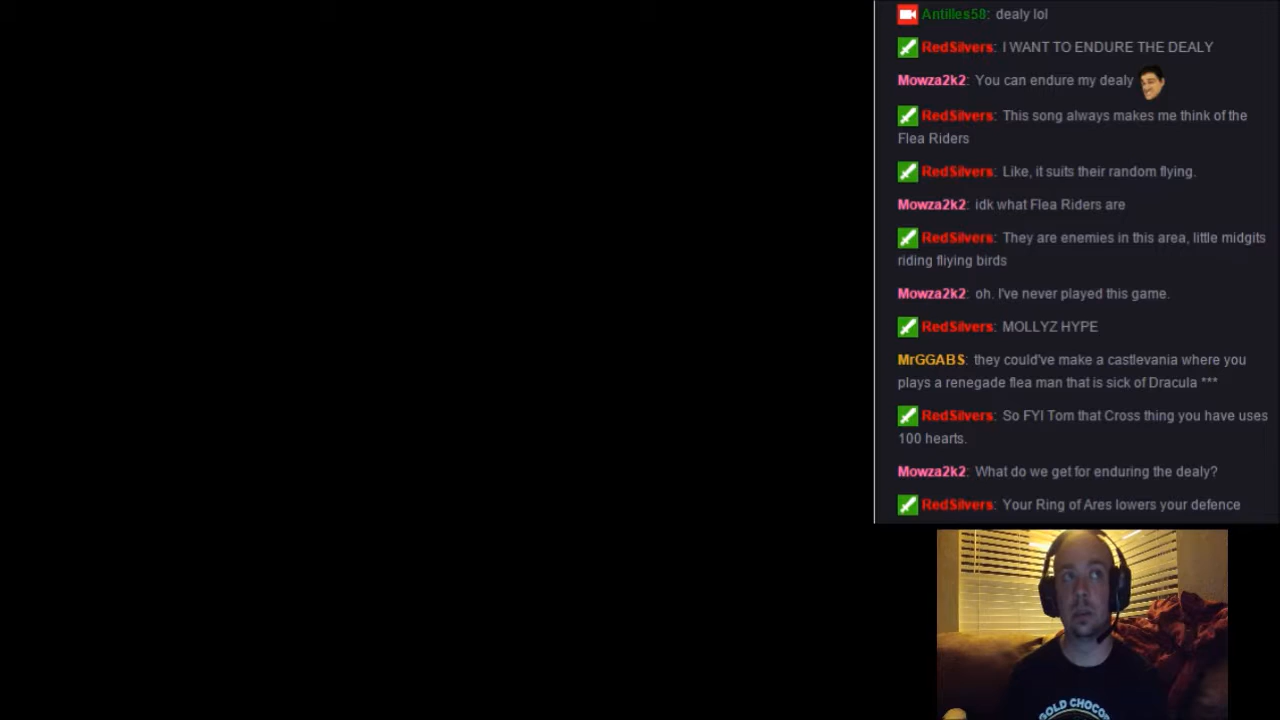 Antilles58: dealy lol
RedSilvers: I WANT TO ENDURE THE DEALY
Mowza2k2: You can endure my dealy
RedSilvers: This song always makes me think of the
Flea Riders
RedSilvers: Like, it suits their random flying.
Mowza2k2: idk what Flea Riders are
RedSilvers: They are enemies in this area, little midgits
riding fliying birds
Mowza2k2: oh. I've never played this game.
RedSilvers: MOLLYZ HYPE
MrGGABS: they could've make a castlevania where you
plays a renegade flea man that is sick of Dracula ***
RedSilvers: So FYI Tom that Cross thing you have uses
100 hearts.
Mowza2k2: What do we get for enduring the dealy?
RedSilvers: Your Ring of Ares lowers your defence
GOLD CHOCO